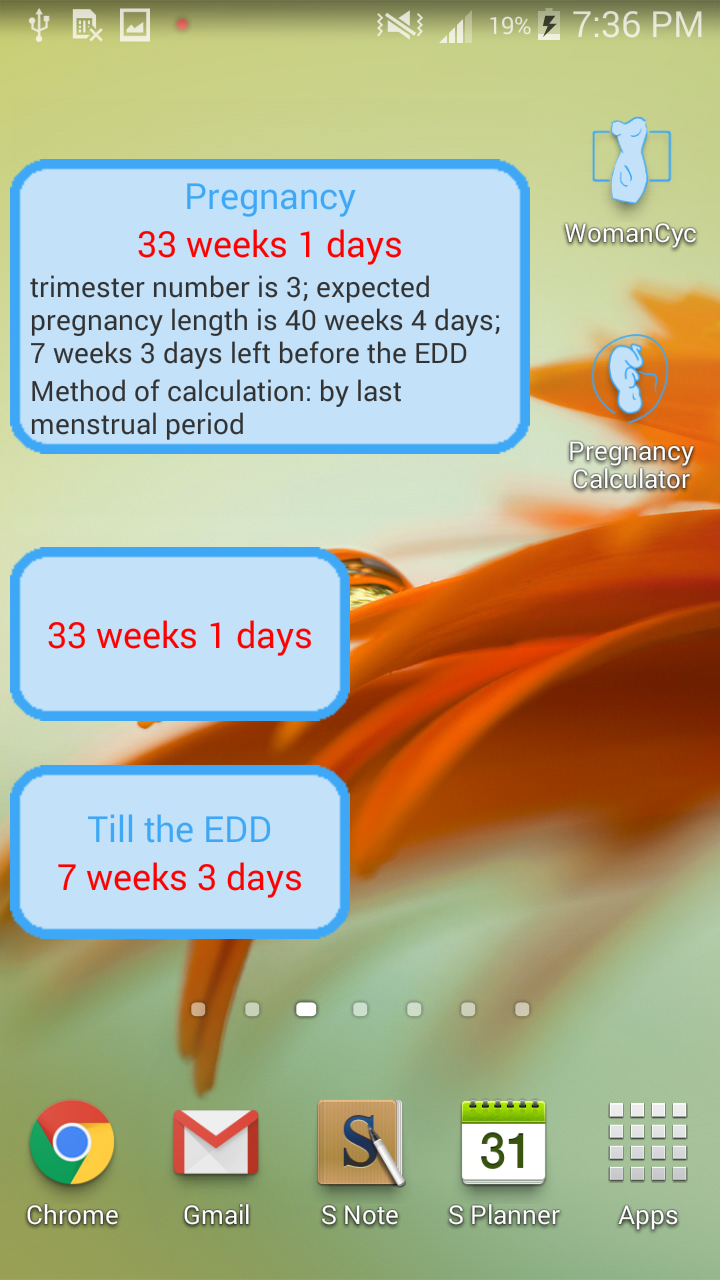 19% 7:36 PM
Pregnancy
33 weeks 1 days
trimester number is 3; expected
pregnancy length is 40 weeks 4 days;
7 weeks 3 days left before the EDD
Method of calculation: by last
menstrual period
WomanCyc
Pregnancy
Calculator
33 weeks 1 days
Till the EDD
7 weeks 3 days
S
31
Chrome
Gmail
S Note
S Planner
Apps